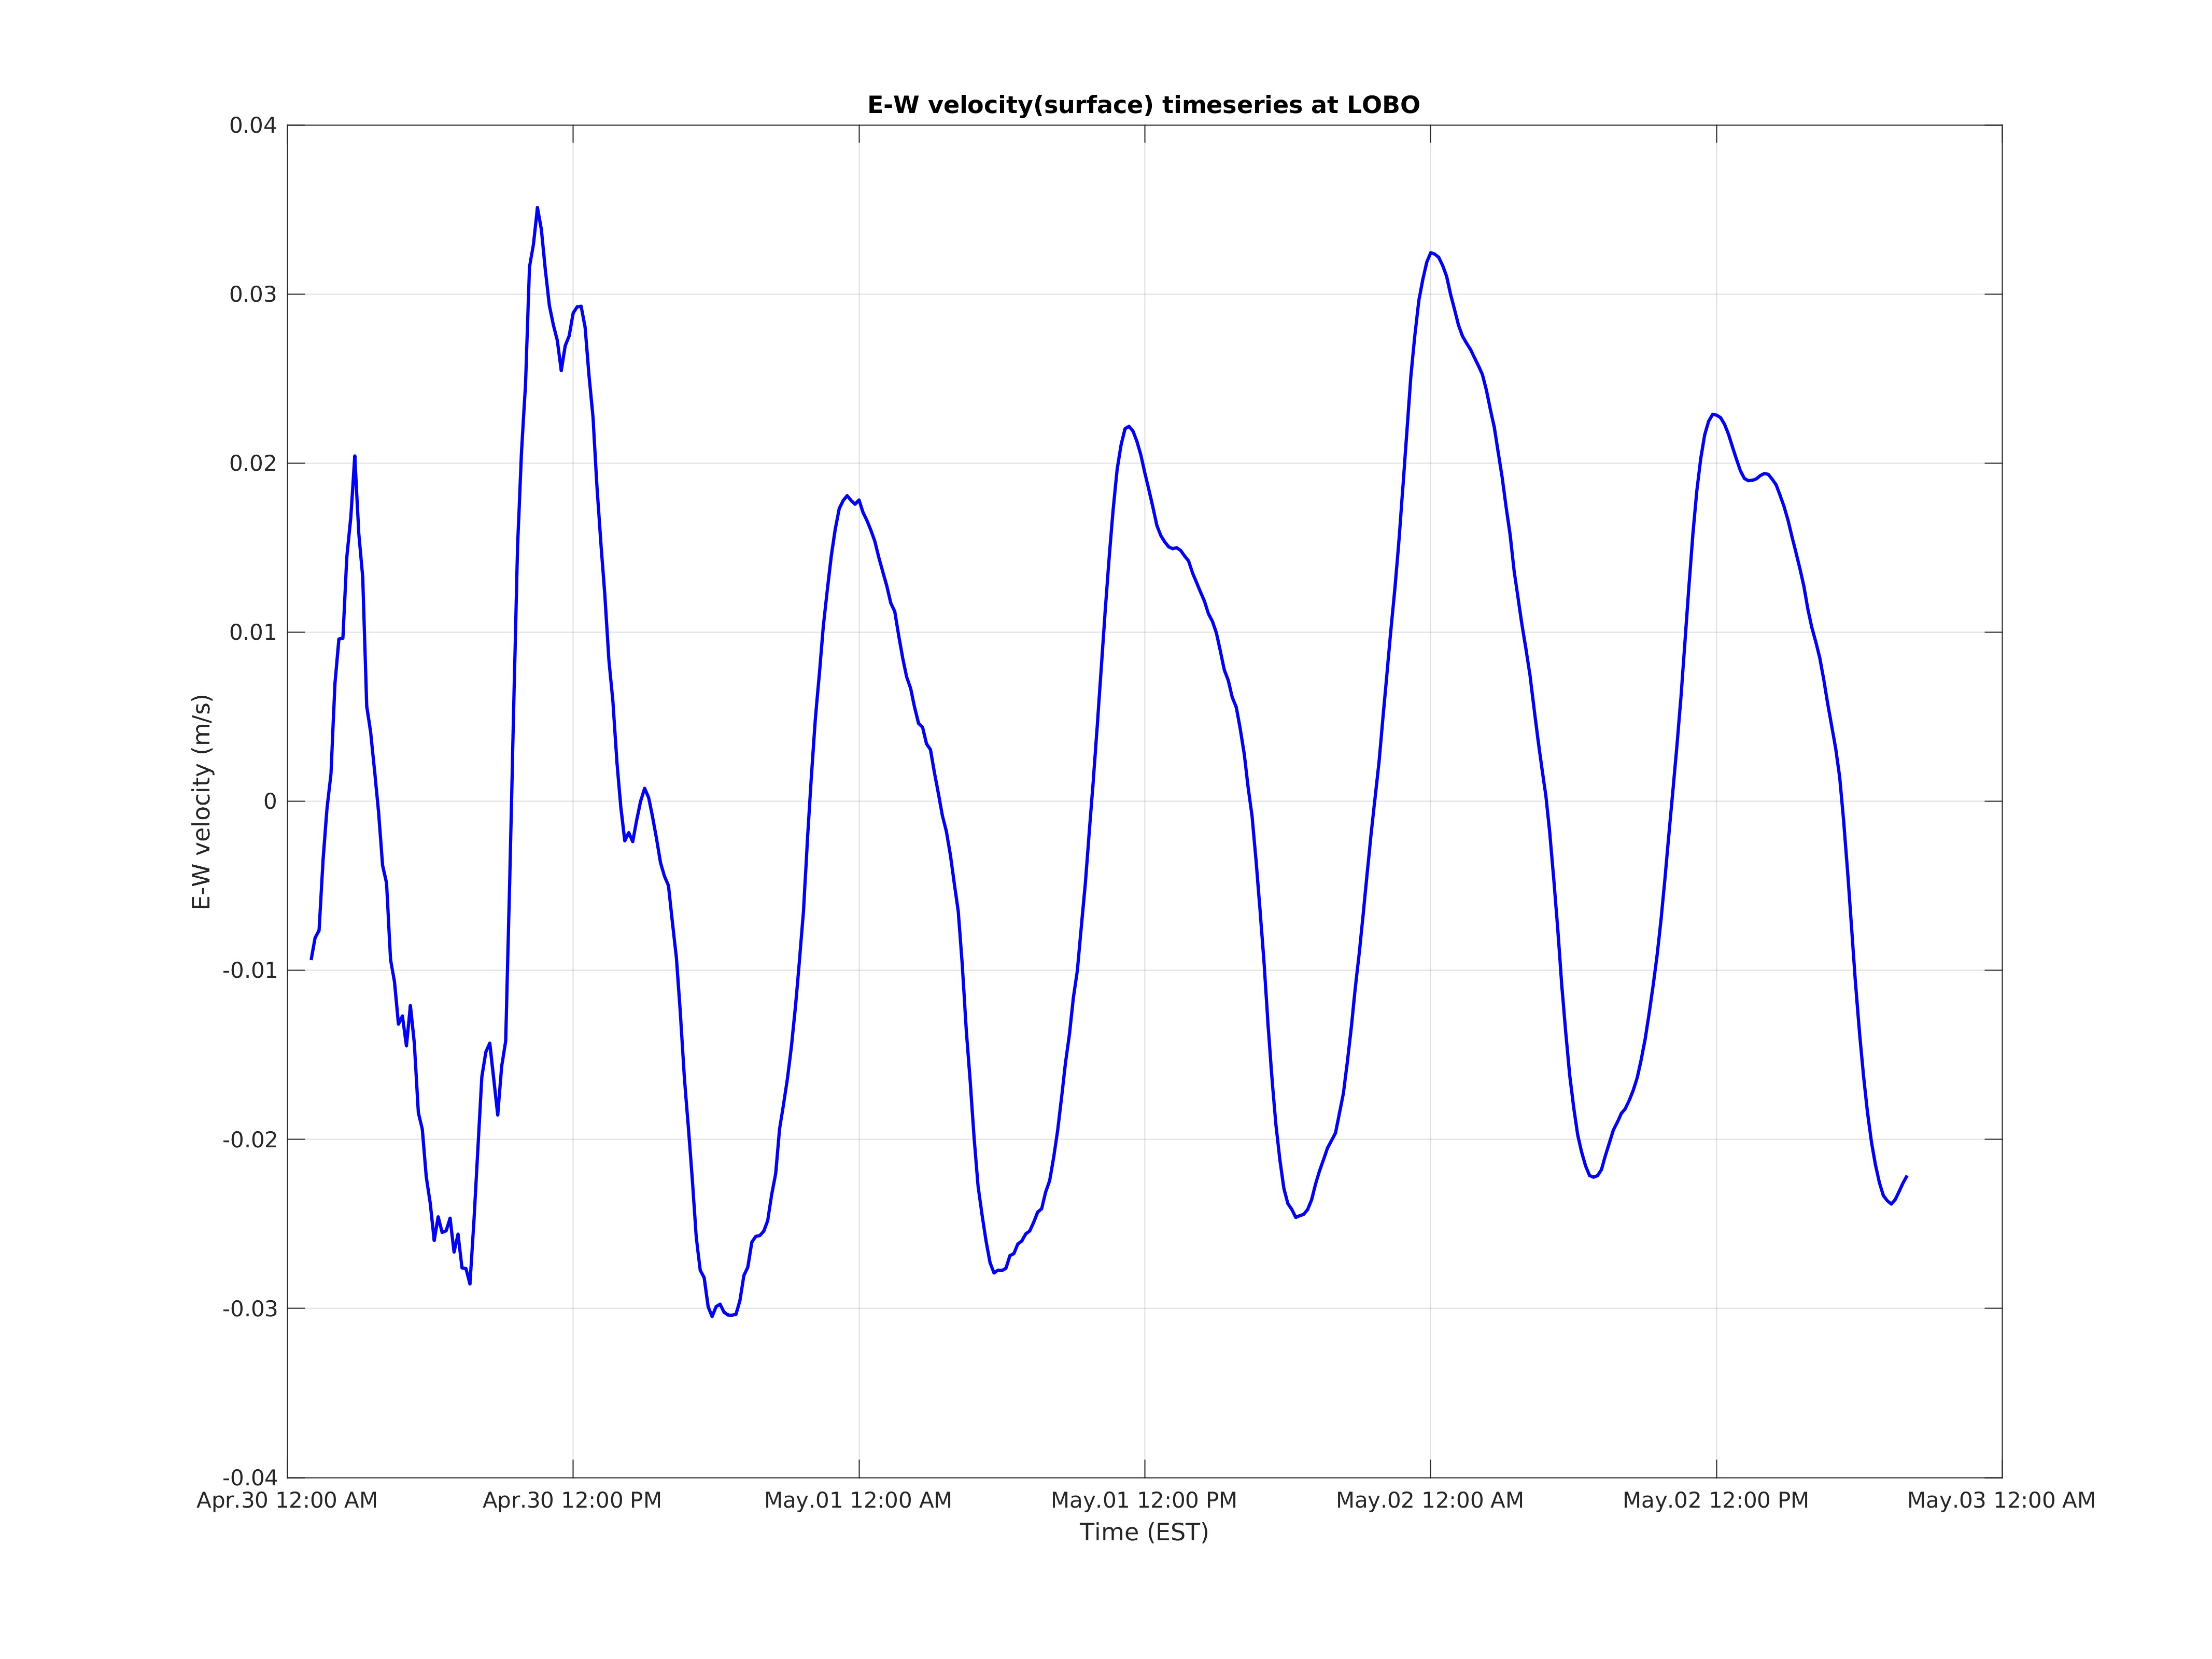 E-W velocity(surface) timeseries at LOBO
0.04
0.03
0.02
0.01
0
-0.01
-0.02
-0.03
-0.04
E-W velocity (m/s)
Apr.30 12:00 AM
Apr.30 12:00 PM
May.01 12:00 AM
May.01 12:00 PM
May.02 12:00 AM
May.02 12:00 PM
May.03 12:00 AM
Time (EST)